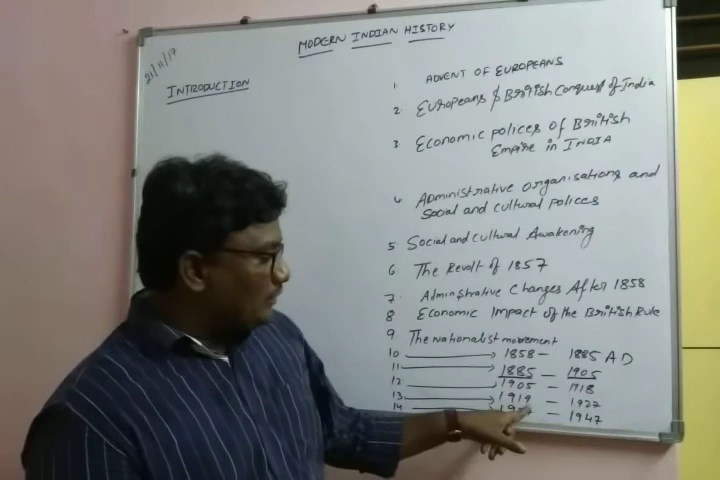 21/11/17
MODERN INDIAN HISTORY
INTRODUCTION
1. ADVENT OF EUROPEANS
2. Europeans & British Conquest of India
3. Economic polices of British
Empire in INDIA
4. Administrative organisations and
Social and cultural polices
5 Social and cultural Awakening
6 The Revolt of 1857
7. Adminstrative Changes After 1858
8 Economic Impact of the British Rule
9 The nationalist movement
10 → 1858 - 1885 AD
11 → 1885 - 1905
12 → 1905 - 1918
13 → 1919 - 1922
14 - 1947